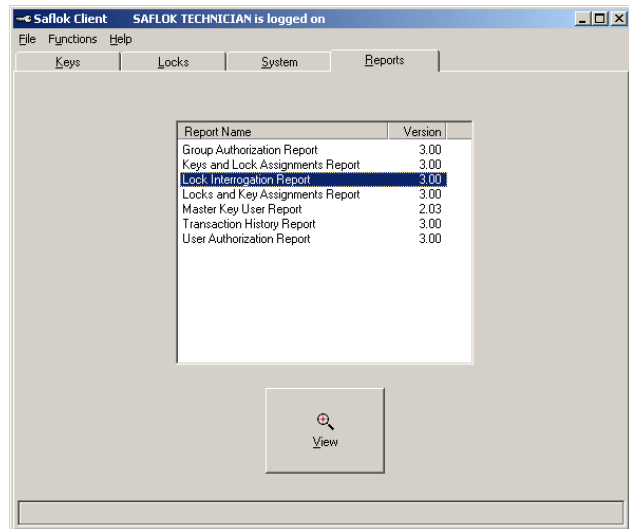 Saflok Client SAFLOK TECHNICIAN is logged on
File Functions Help
Keys Locks System Reports
Report Name Version
Group Authorization Report 3.00
Keys and Lock Assignments Report 3.00
Lock Interrogation Report 3.00
Locks and Key Assignments Report 3.00
Master Key User Report 2.03
Transaction History Report 3.00
User Authorization Report 3.00
View